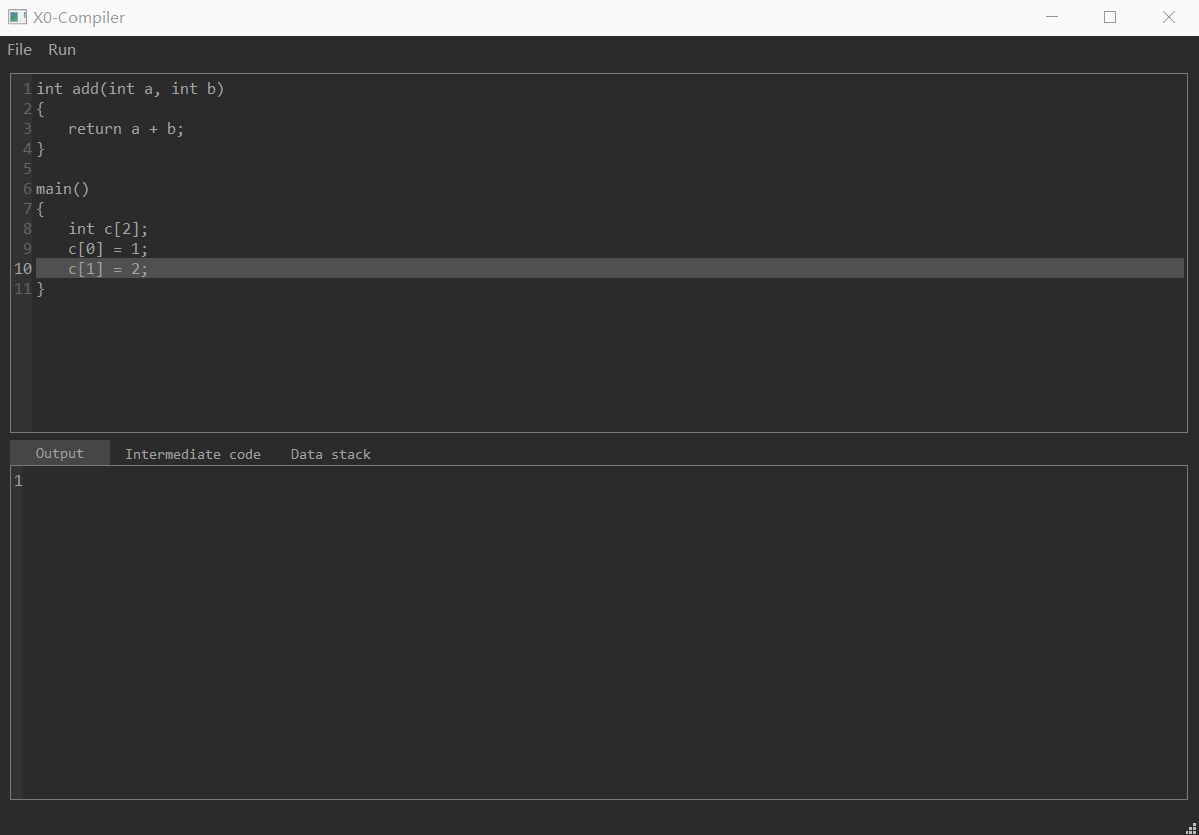 X0-Compiler
File Run
1 int add(int a, int b)
2 {
3     return a + b;
4 }
5
6 main()
7 {
8     int c[2];
9     c[0] = 1;
10     c[1] = 2;
11 }
Output Intermediate code Data stack
1